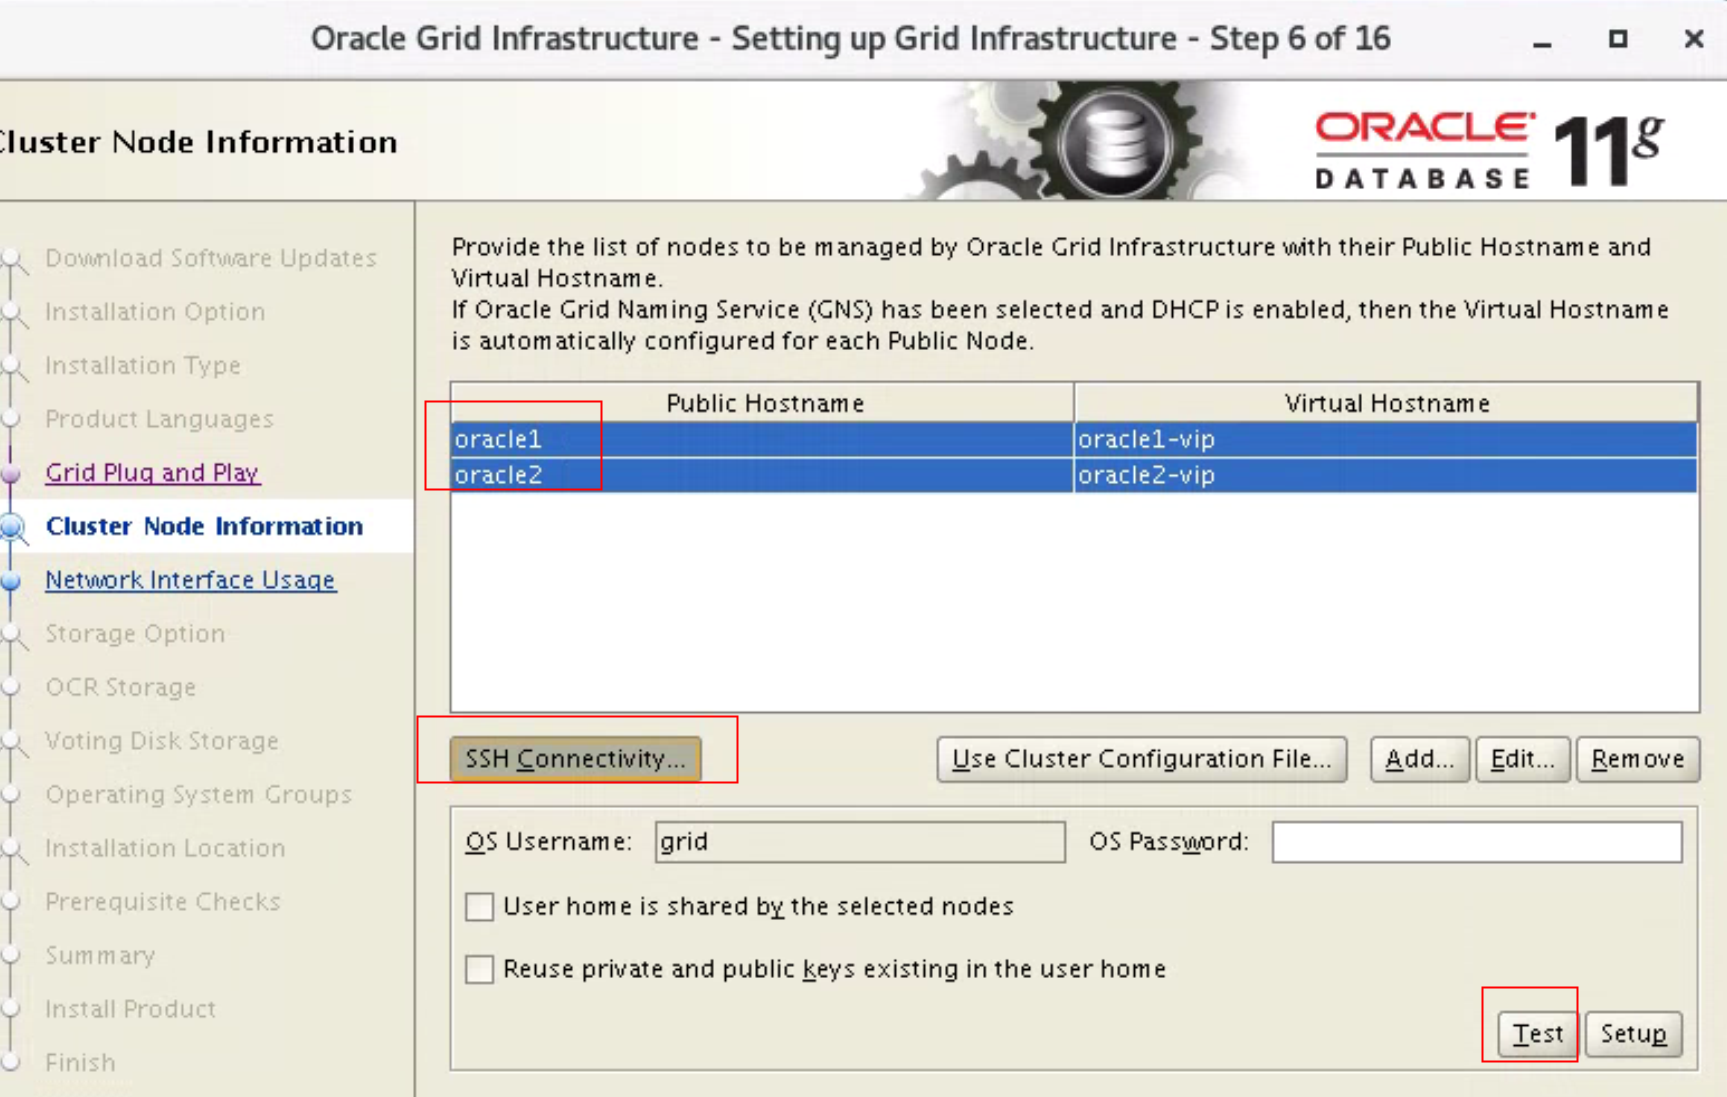 Oracle Grid Infrastructure - Setting up Grid Infrastructure - Step 6 of 16
Cluster Node Information
ORACLE
DATABASE
11g
Download Software Updates
Installation Option
Installation Type
Product Languages
Grid Plug and Play
Cluster Node Information
Network Interface Usage
Storage Option
OCR Storage
Voting Disk Storage
Operating System Groups
Installation Location
Prerequisite Checks
Summary
Install Product
Finish
Provide the list of nodes to be managed by Oracle Grid Infrastructure with their Public Hostname and
Virtual Hostname.
If Oracle Grid Naming Service (GNS) has been selected and DHCP is enabled, then the Virtual Hostname
is automatically configured for each Public Node.
Public Hostname Virtual Hostname
oracle1 oracle1-vip
oracle2 oracle2-vip
SSH Connectivity... Use Cluster Configuration File... Add... Edit... Remove
OS Username: grid OS Password:
User home is shared by the selected nodes
Reuse private and public keys existing in the user home
Test Setup